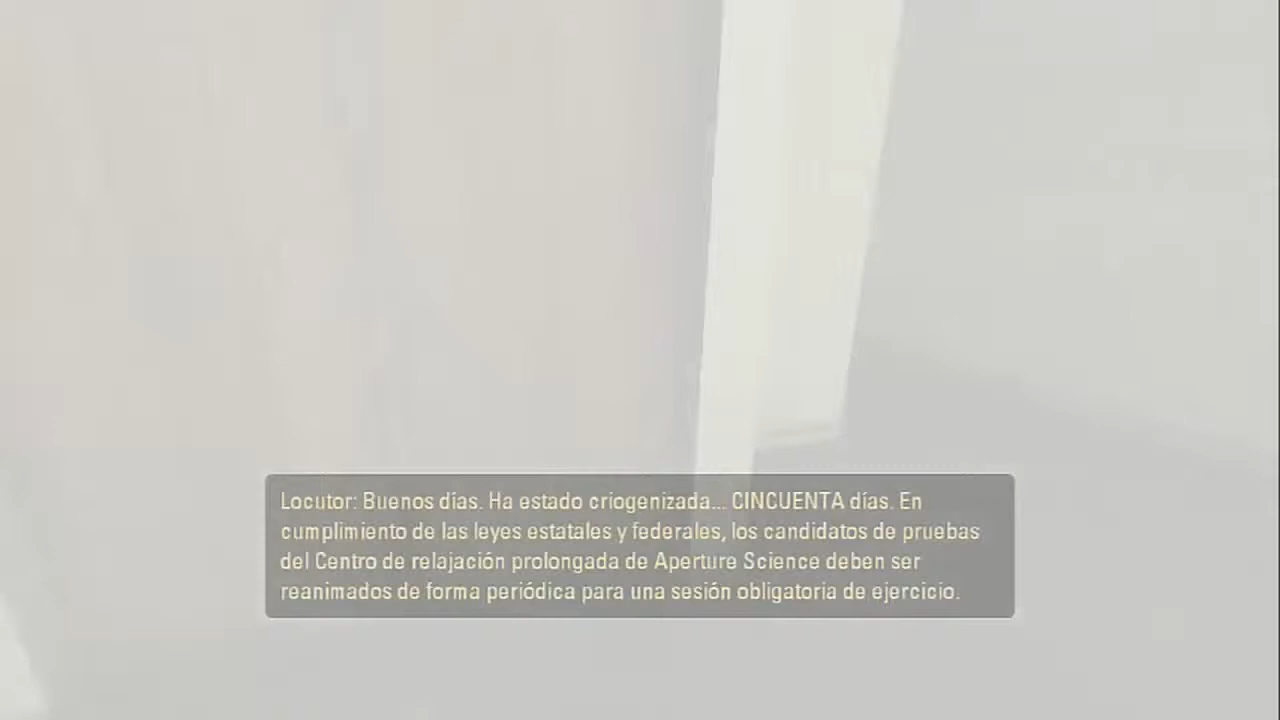 Locutor: Buenos días. Ha estado criogenizada... CINCUENTA días. En
cumplimiento de las leyes estatales y federales, los candidatos de pruebas
del Centro de relajación prolongada de Aperture Science deben ser
reanimados de forma periódica para una sesión obligatoria de ejercicio.